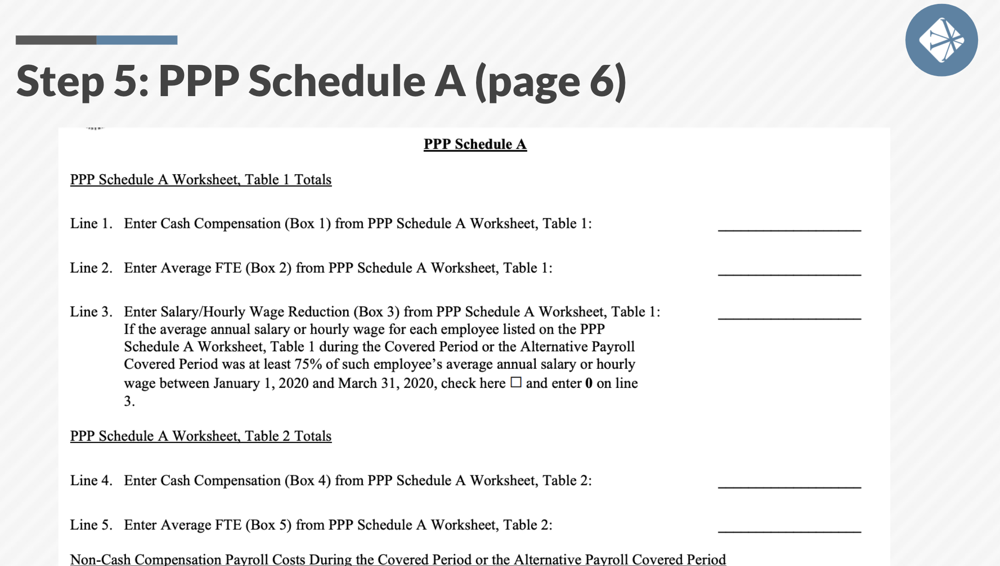 Step 5: PPP Schedule A (page 6)
PPP Schedule A
PPP Schedule A Worksheet, Table 1 Totals
Line 1. Enter Cash Compensation (Box 1) from PPP Schedule A Worksheet, Table 1:
Line 2. Enter Average FTE (Box 2) from PPP Schedule A Worksheet, Table 1:
Line 3. Enter Salary/Hourly Wage Reduction (Box 3) from PPP Schedule A Worksheet, Table 1:
If the average annual salary or hourly wage for each employee listed on the PPP
Schedule A Worksheet, Table 1 during the Covered Period or the Alternative Payroll
Covered Period was at least 75% of such employee’s average annual salary or hourly
wage between January 1, 2020 and March 31, 2020, check here ☐ and enter 0 on line
3.
PPP Schedule A Worksheet, Table 2 Totals
Line 4. Enter Cash Compensation (Box 4) from PPP Schedule A Worksheet, Table 2:
Line 5. Enter Average FTE (Box 5) from PPP Schedule A Worksheet, Table 2:
Non-Cash Compensation Payroll Costs During the Covered Period or the Alternative Payroll Covered Period